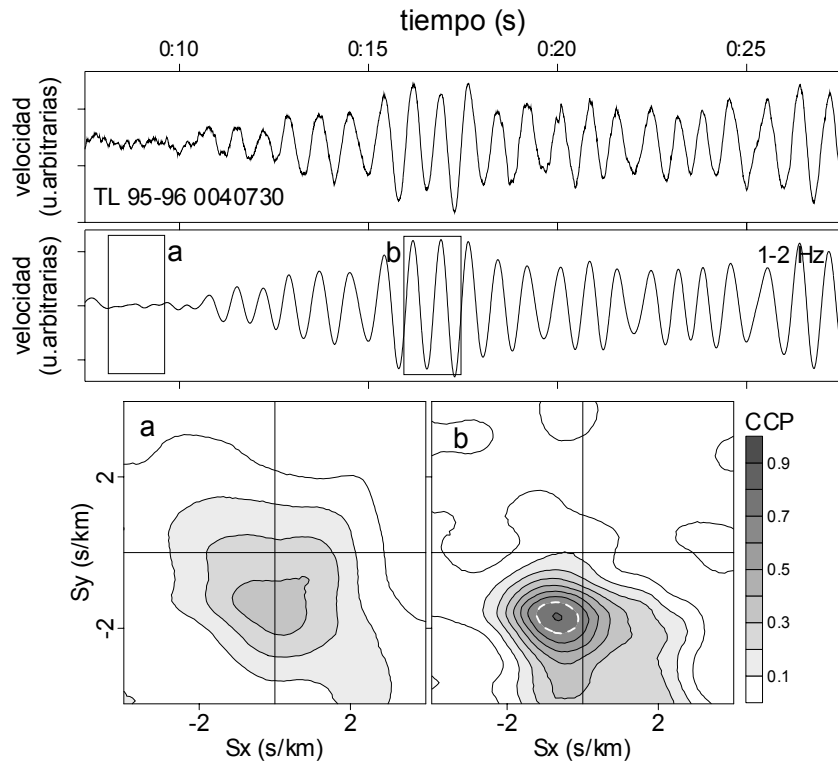 tiempo (s)
0:10 0:15 0:20 0:25
velocidad
(u.arbitrarias)
TL 95-96 0040730
velocidad
(u.arbitrarias)
a b 1-2 Hz
a b CCP
Sy (s/km)
2
-2
0.9
0.7
0.5
0.3
0.1
-2 2 -2 2
Sx (s/km) Sx (s/km)